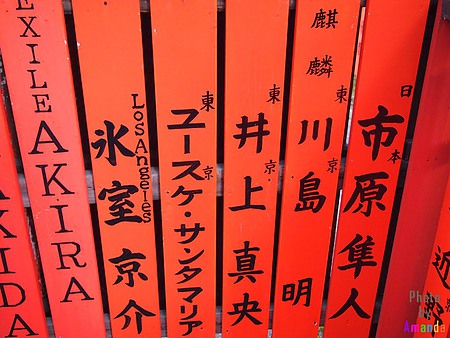 EXILE AKIRA
Los Angeles
氷室京介
東京
ユースケ・サンタマリア
東京
井上真央
麒麟
東京
川島 明
日本
市原隼人
Photo
by
Amanda